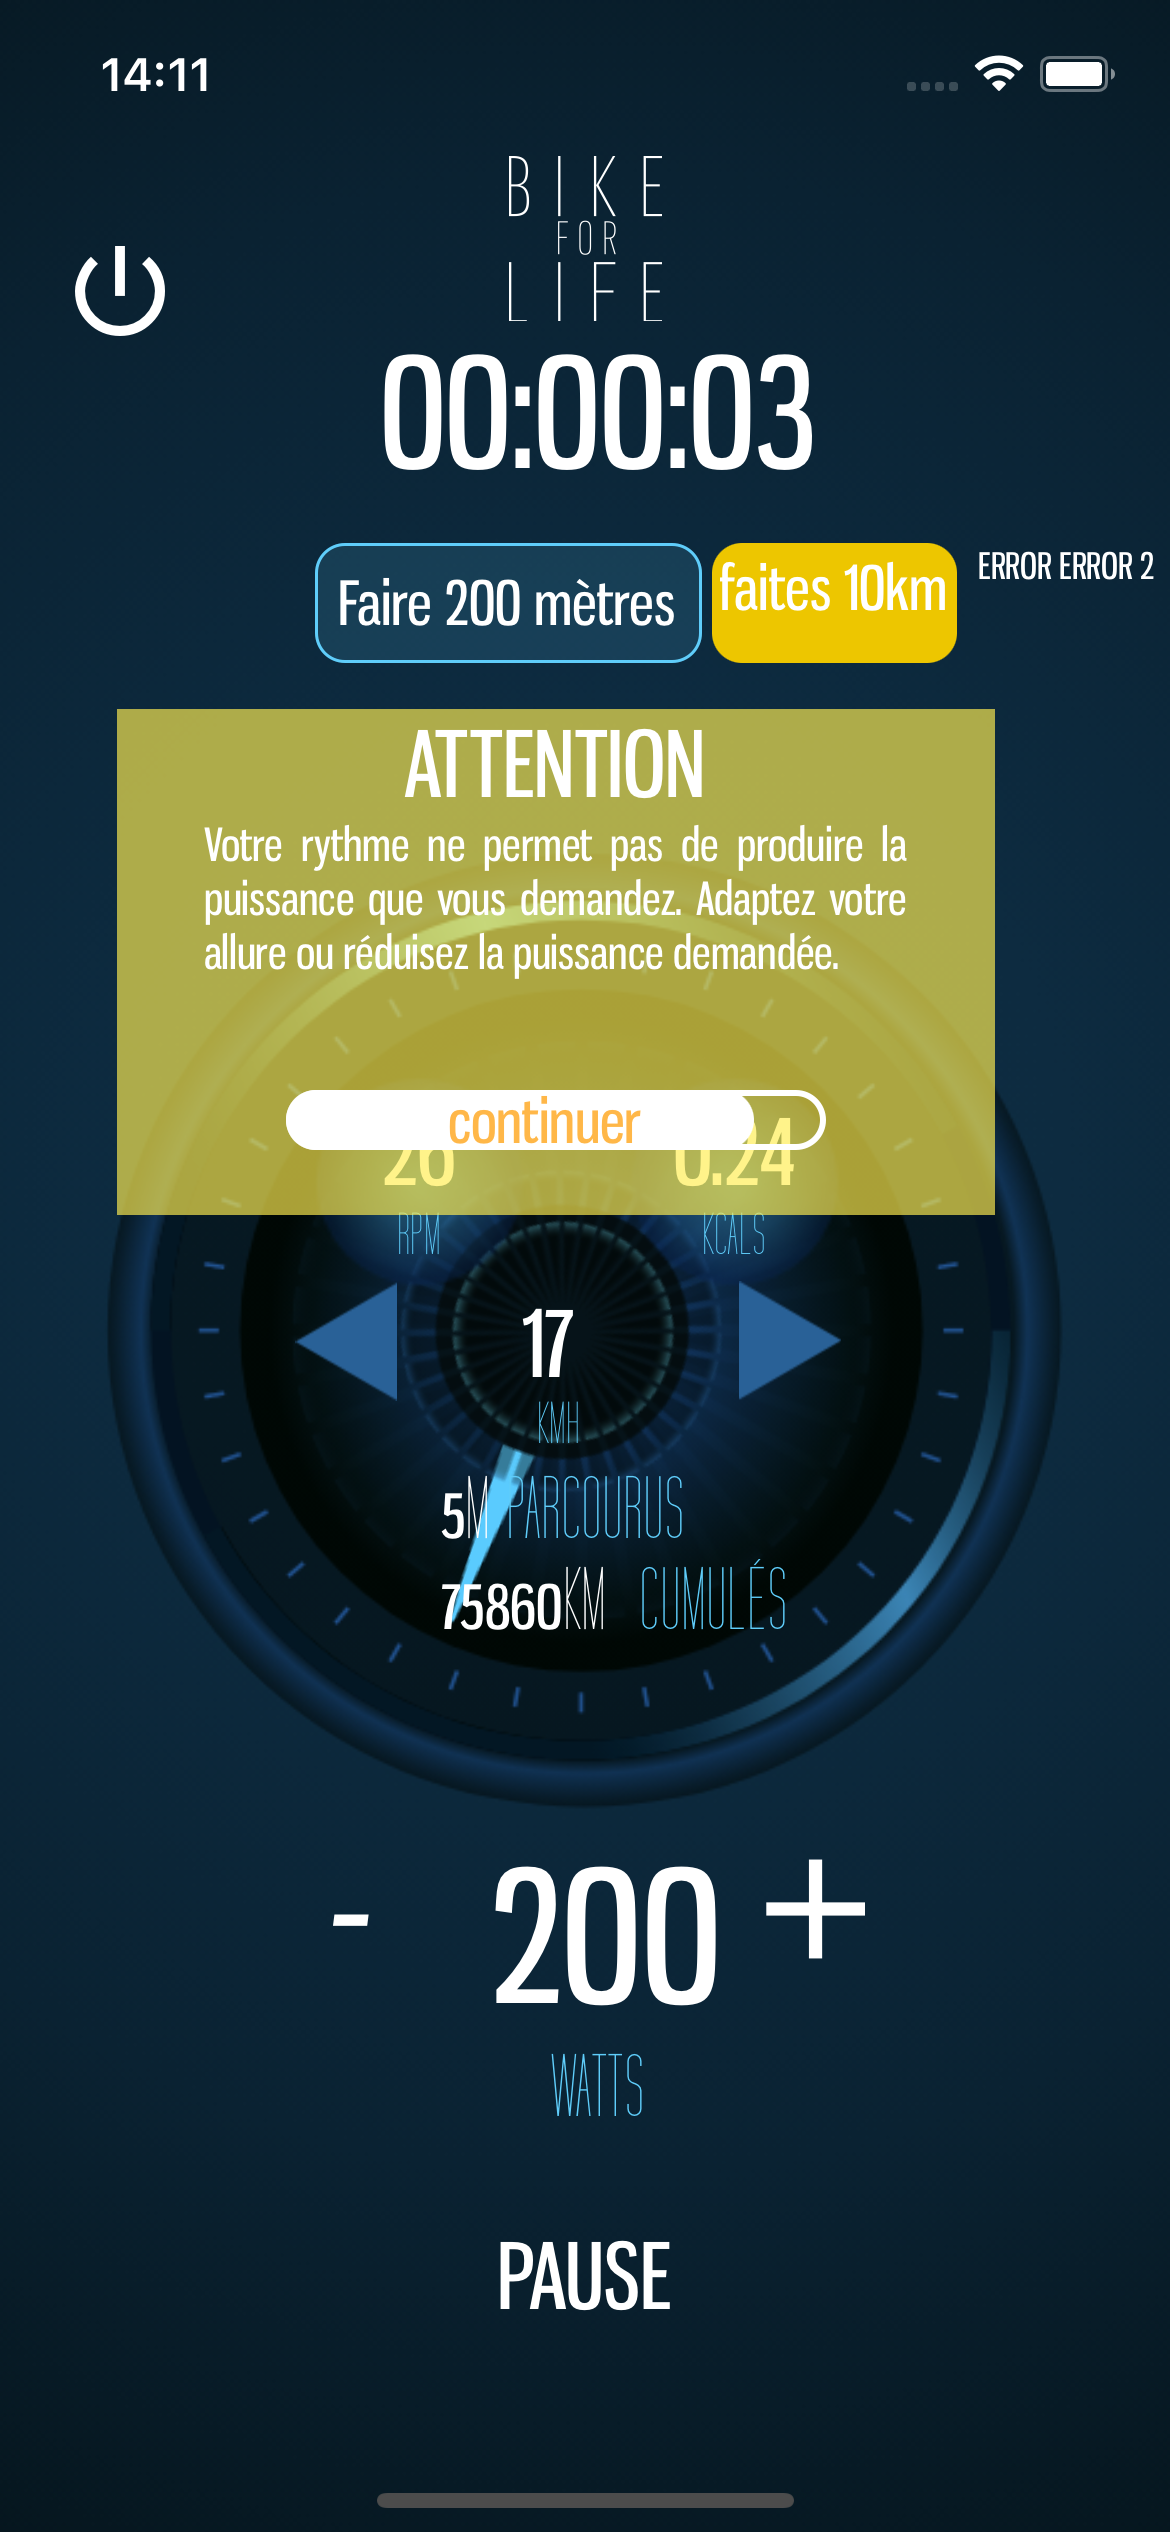 14:11
BIKE
FOR
LIFE
00:00:03
Faire 200 mètres
faites 10km
ERROR ERROR 2
ATTENTION
Votre rythme ne permet pas de produire la
puissance que vous demandez. Adaptez votre
allure ou réduisez la puissance demandée.
continuer
26
0.24
RPM
KCALS
17
KMH
5M PARCOURUS
75860KM CUMULÉS
- 200 +
WATTS
PAUSE